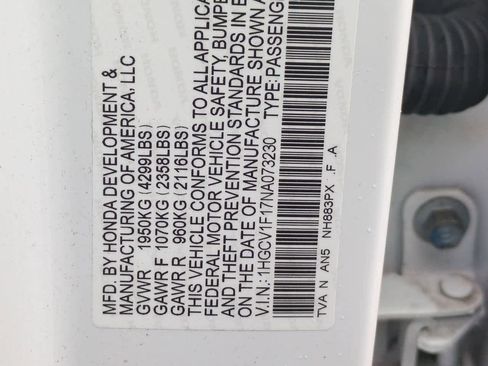 MFD. BY HONDA DEVELOPMENT &
MANUFACTURING OF AMERICA, LLC
GVWR 1950KG (4299LBS)
GAWR F 1070KG (2358LBS)
GAWR R 960KG (2116LBS)
THIS VEHICLE CONFORMS TO ALL APPLICA
FEDERAL MOTOR VEHICLE SAFETY, BUMPE
AND THEFT PREVENTION STANDARDS IN E
ON THE DATE OF MANUFACTURE SHOWN A
V.I.N.: 1HGCV1F17NA073230 TYPE: PASSENG
TVA N AN5 NH883PX .F .A